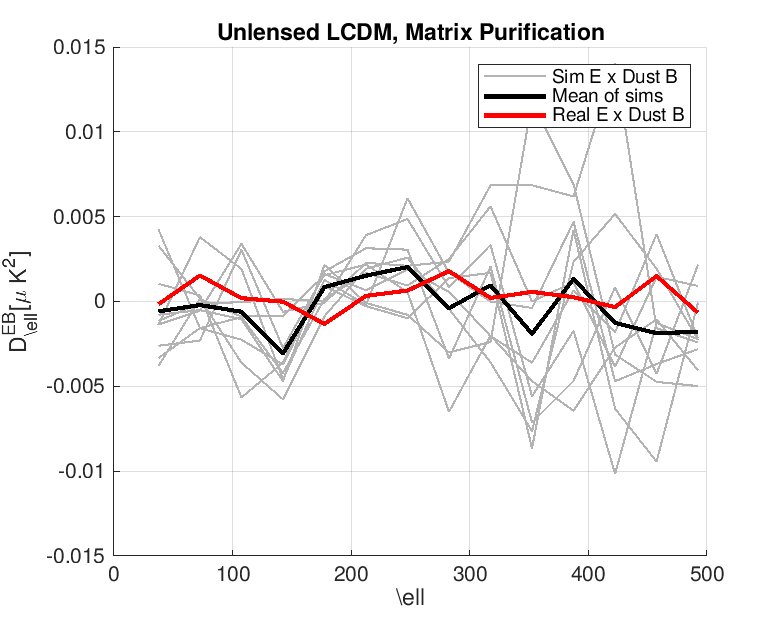 Unlensed LCDM, Matrix Purification
Sim E x Dust B
Mean of sims
Real E x Dust B
0.015
0.01
0.005
0
-0.005
-0.01
-0.015
D^{EB}_{\ell}[μ K^2]
0 100 200 300 400 500
\ell